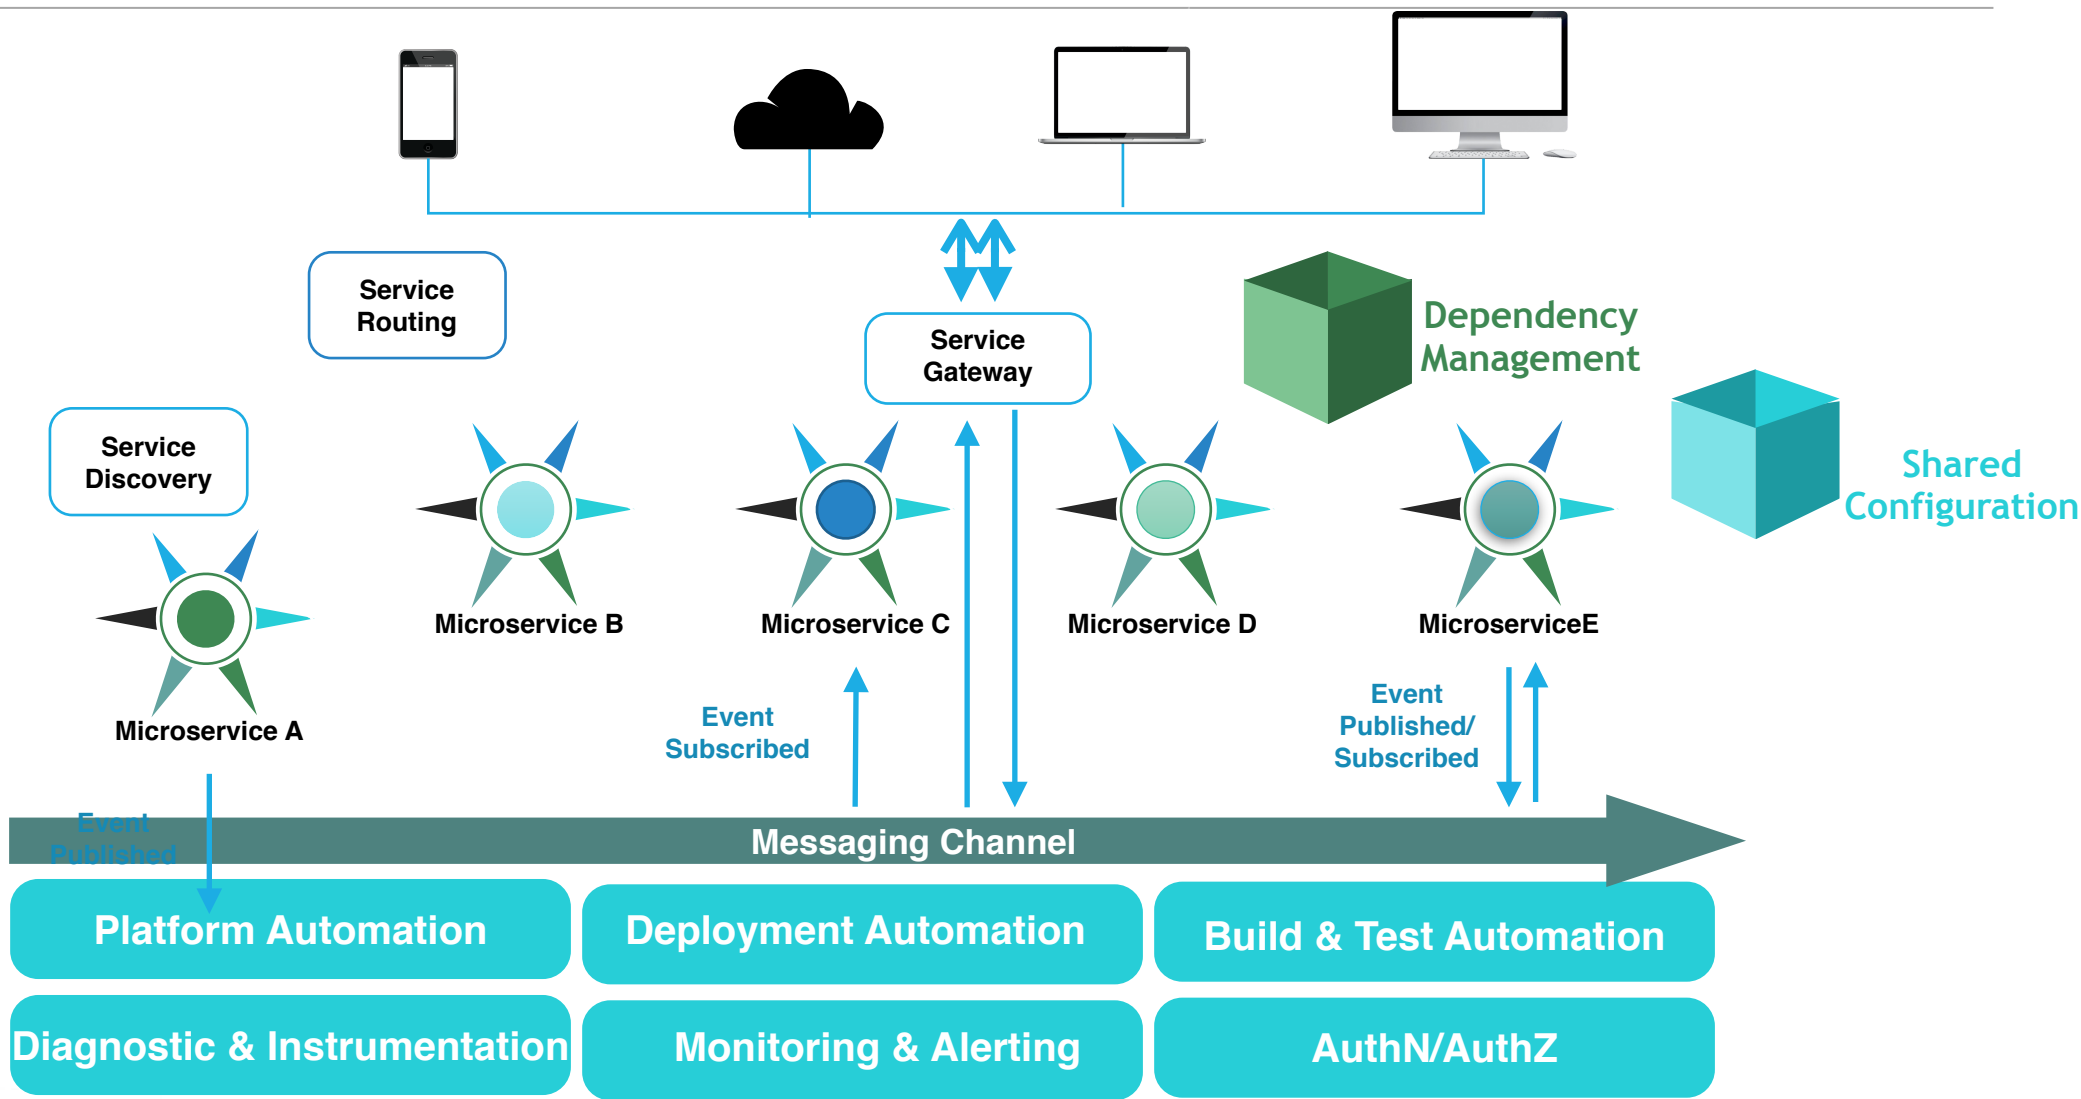 Service
Routing
Service
Gateway
Dependency
Management
Service
Discovery
Shared
Configuration
Microservice B
Microservice C
Microservice D
MicroserviceE
Microservice A
Event
Subscribed
Event
Published/
Subscribed
Event
Published
Messaging Channel
Platform Automation
Deployment Automation
Build & Test Automation
Diagnostic & Instrumentation
Monitoring & Alerting
AuthN/AuthZ